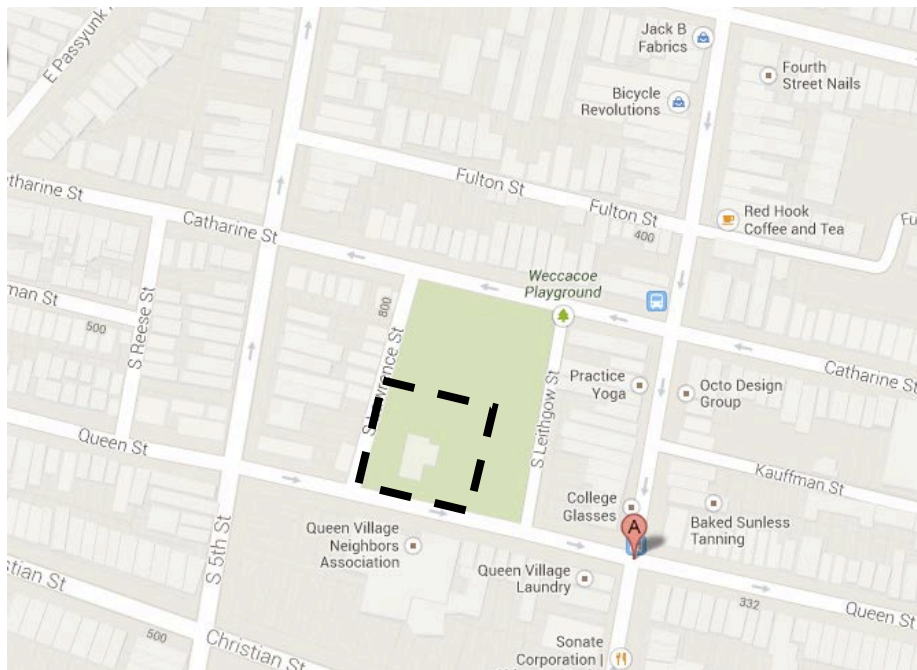 E Passyunk
Jack B
Fabrics
Fourth
Street Nails
Bicycle
Revolutions
Fulton St
Fulton St
400
Red Hook
Coffee and Tea
Fu
atharine St
Catharine St
Weccacoe
Playground
man St
500
S Reese St
800
S Lawrence St
S Leithgow St
Practice
Yoga
Octo Design
Group
Catharine St
Queen St
Kauffman St
S 5th St
College
Glasses
A
Baked Sunless
Tanning
Queen Village
Neighbors
Association
Queen Village
Laundry
332
Queen St
stian St
500
Christian St
Sonate
Corporation |